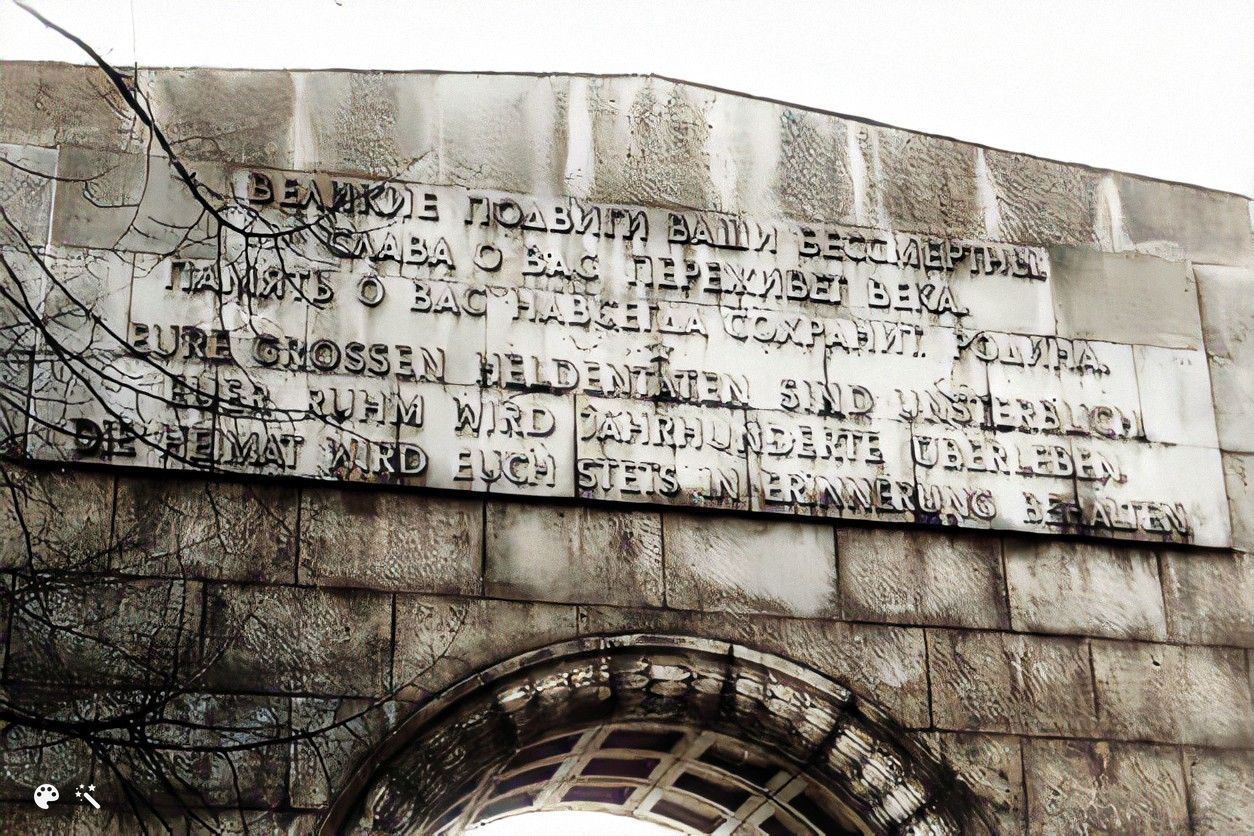 ВЕЛИКИЕ ПОДВИГИ ВАШИ БЕССМЕРТНЫ.
СЛАВА О ВАС ПЕРЕЖИВЕТ ВЕКА.
ПАМЯТЬ О ВАС НАВСЕГДА СОХРАНИТ РОДИНА.
EURE GROSSEN HELDENTATEN SIND UNSTERBLICH
EUER RUHM WIRD JAHRHUNDERTE ÜBERLEBEN.
DIE HEIMAT WIRD EUCH STETS IN ERINNERUNG BEHALTEN